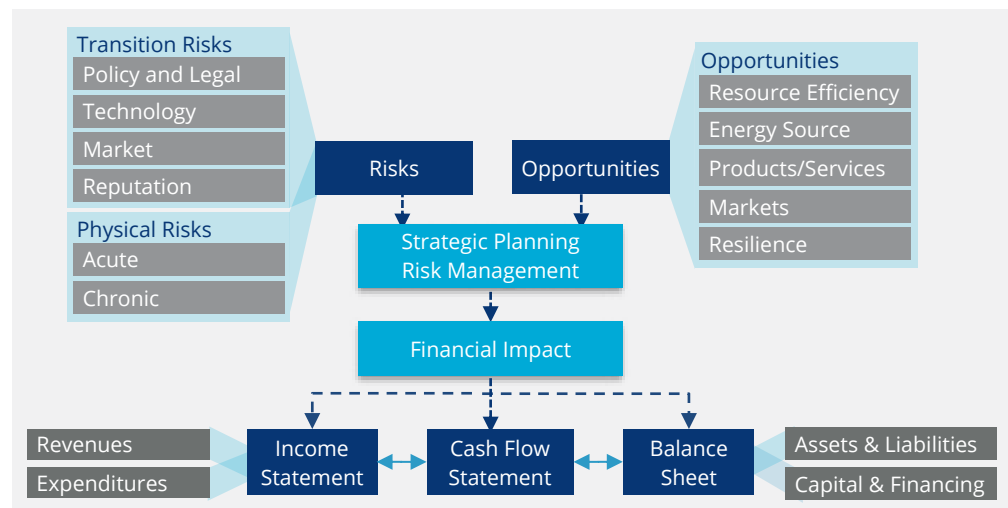 Transition Risks
Policy and Legal
Technology
Market
Reputation
Physical Risks
Acute
Chronic
Risks
Opportunities
Opportunities
Resource Efficiency
Energy Source
Products/Services
Markets
Resilience
Strategic Planning
Risk Management
Financial Impact
Revenues
Expenditures
Income
Statement
Cash Flow
Statement
Balance
Sheet
Assets & Liabilities
Capital & Financing